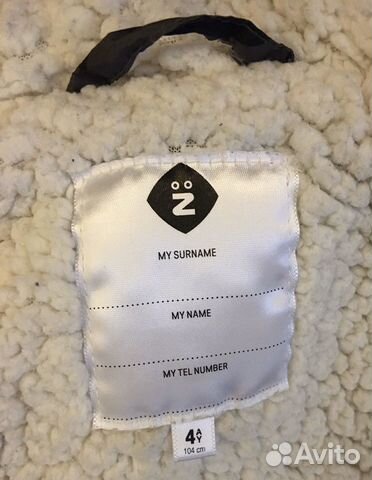 Z̈
MY SURNAME
MY NAME
MY TEL NUMBER
4 A/Y
104 cm
Avito